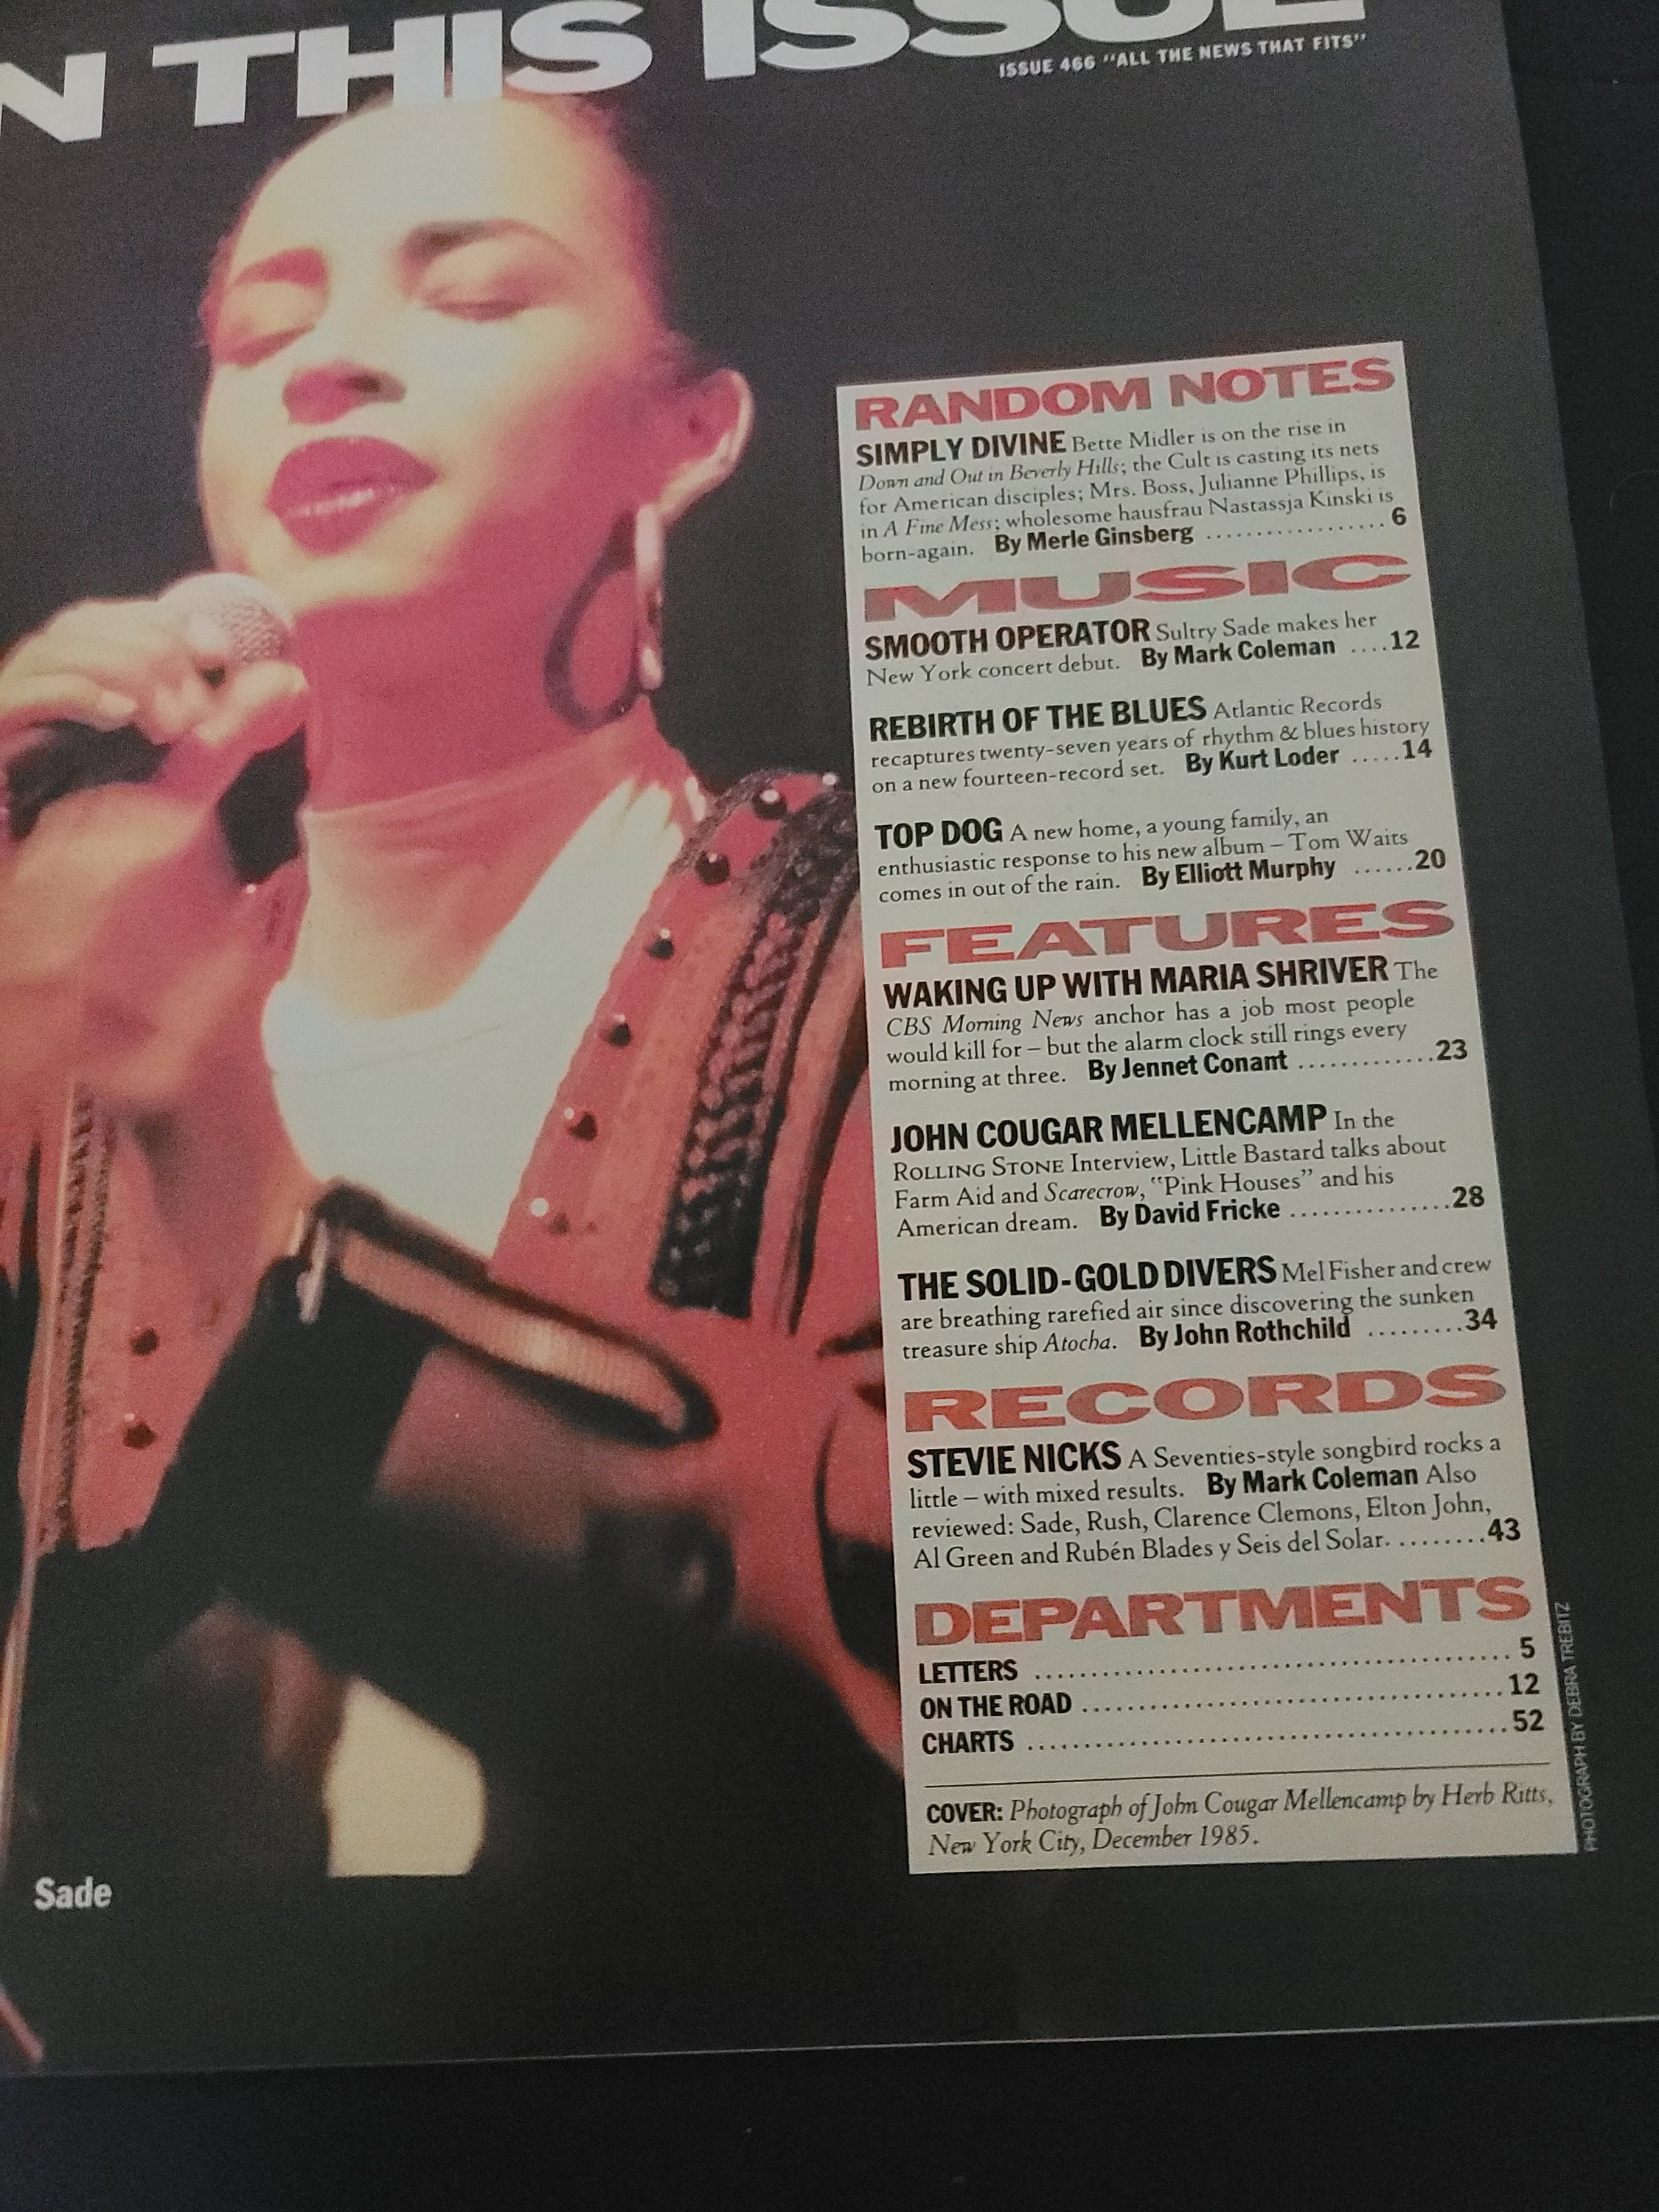 N THIS ISSUE
ISSUE 466 "ALL THE NEWS THAT FITS"
RANDOM NOTES
SIMPLY DIVINE Bette Midler is on the rise in
Down and Out in Beverly Hills; the Cult is casting its nets
for American disciples; Mrs. Boss, Julianne Phillips, is
in A Fine Mess; wholesome hausfrau Nastassja Kinski is
born-again. By Merle Ginsberg ................6
MUSIC
SMOOTH OPERATOR Sultry Sade makes her
New York concert debut. By Mark Coleman ....12
REBIRTH OF THE BLUES Atlantic Records
recaptures twenty-seven years of rhythm & blues history
on a new fourteen-record set. By Kurt Loder .....14
TOP DOG A new home, a young family, an
enthusiastic response to his new album – Tom Waits
comes in out of the rain. By Elliott Murphy ......20
FEATURES
WAKING UP WITH MARIA SHRIVER The
CBS Morning News anchor has a job most people
would kill for – but the alarm clock still rings every
morning at three. By Jennet Conant ............23
JOHN COUGAR MELLENCAMP In the
ROLLING STONE Interview, Little Bastard talks about
Farm Aid and Scarecrow, "Pink Houses" and his
American dream. By David Fricke ...............28
THE SOLID-GOLD DIVERS Mel Fisher and crew
are breathing rarefied air since discovering the sunken
treasure ship Atocha. By John Rothchild .........34
RECORDS
STEVIE NICKS A Seventies-style songbird rocks a
little – with mixed results. By Mark Coleman Also
reviewed: Sade, Rush, Clarence Clemons, Elton John,
Al Green and Rubén Blades y Seis del Solar. ........43
DEPARTMENTS
LETTERS ..........................................5
ON THE ROAD .....................................12
CHARTS ..........................................52
COVER: Photograph of John Cougar Mellencamp by Herb Ritts,
New York City, December 1985.
PHOTOGRAPH BY DEBRA TREBITZ
Sade